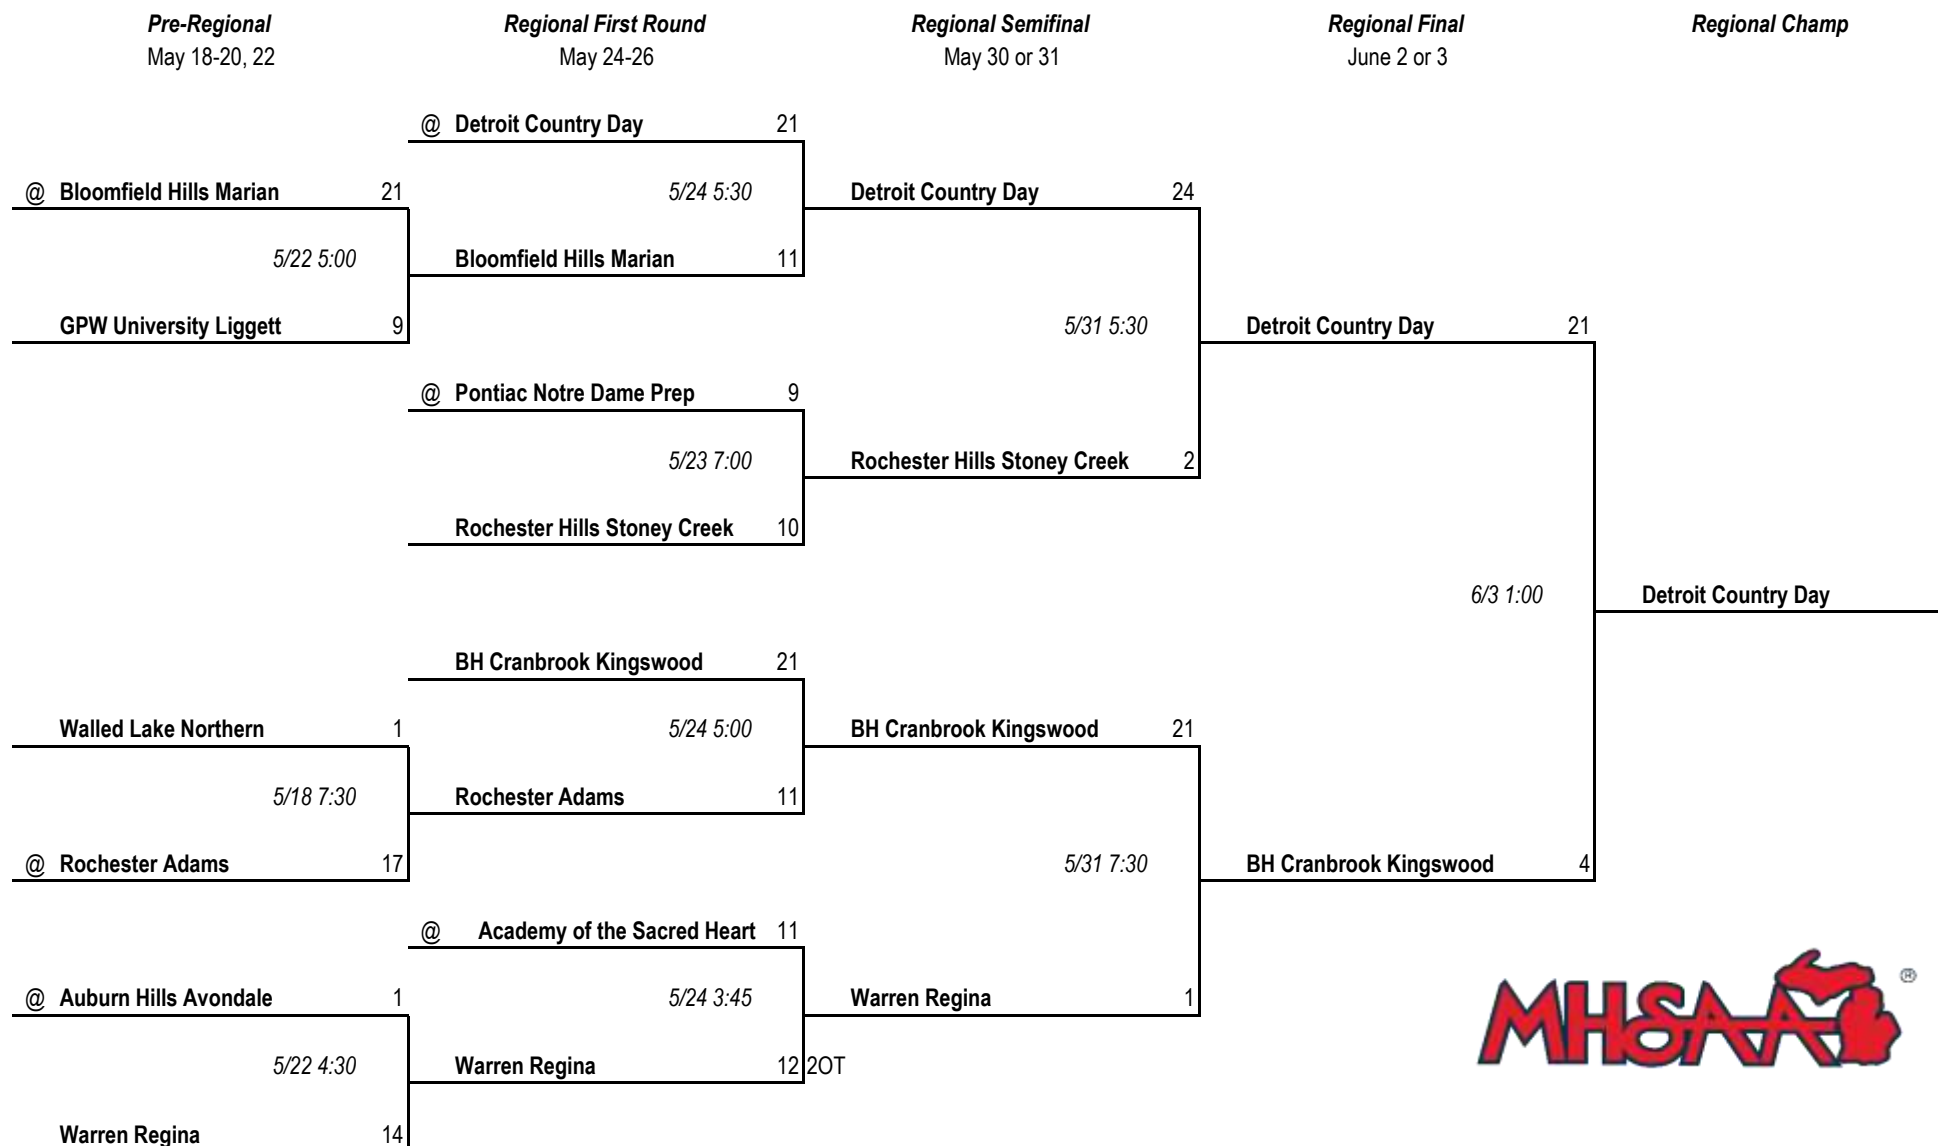 Pre-Regional Regional First Round Regional Semifinal Regional Final Regional Champ
May 18-20, 22 May 24-26 May 30 or 31 June 2 or 3
@ Detroit Country Day 21
@ Bloomfield Hills Marian 21 5/24 5:30 Detroit Country Day 24
5/22 5:00 Bloomfield Hills Marian 11
GPW University Liggett 9 5/31 5:30 Detroit Country Day 21
@ Pontiac Notre Dame Prep 9
5/23 7:00 Rochester Hills Stoney Creek 2
Rochester Hills Stoney Creek 10
6/3 1:00 Detroit Country Day
BH Cranbrook Kingswood 21
Walled Lake Northern 1 5/24 5:00 BH Cranbrook Kingswood 21
5/18 7:30 Rochester Adams 11
@ Rochester Adams 17 5/31 7:30 BH Cranbrook Kingswood 4
@ Academy of the Sacred Heart 11
@ Auburn Hills Avondale 1 5/24 3:45 Warren Regina 1
5/22 4:30 Warren Regina 12 2OT
Warren Regina 14
MHSAA ®